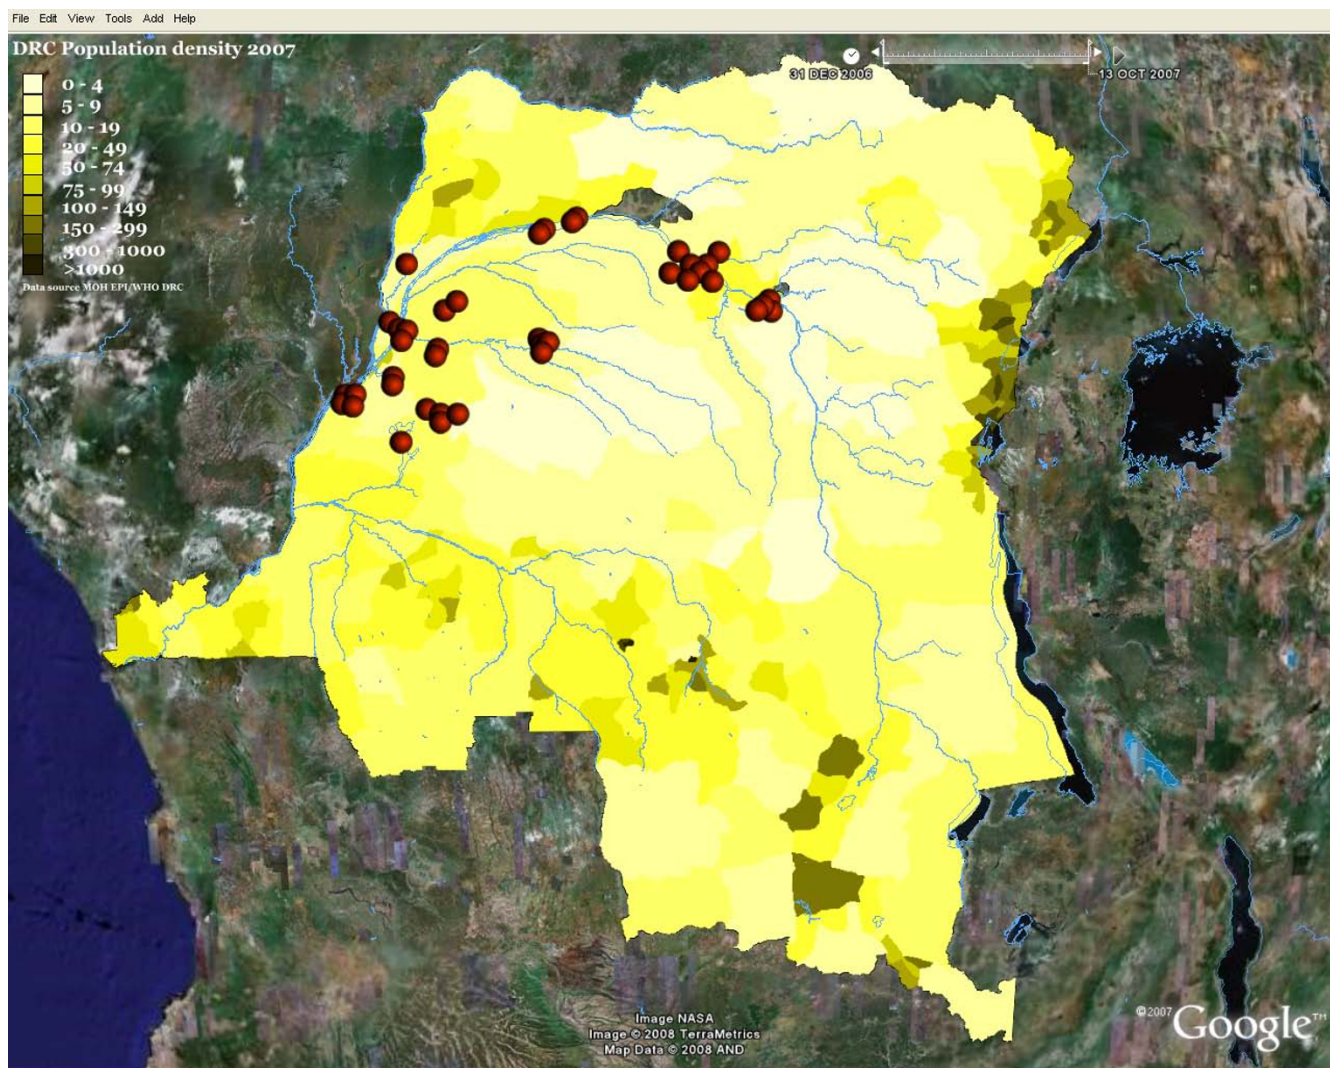 File Edit View Tools Add Help
DRC Population density 2007
31 DEC 2006
13 OCT 2007
0 - 4
5 - 9
10 - 19
20 - 49
50 - 74
75 - 99
100 - 149
150 - 299
300 - 1000
>1000
Data source MOH EPI/WHO DRC
Image NASA
Image © 2008 TerraMetrics
Map Data © 2008 AND
©2007 Google™